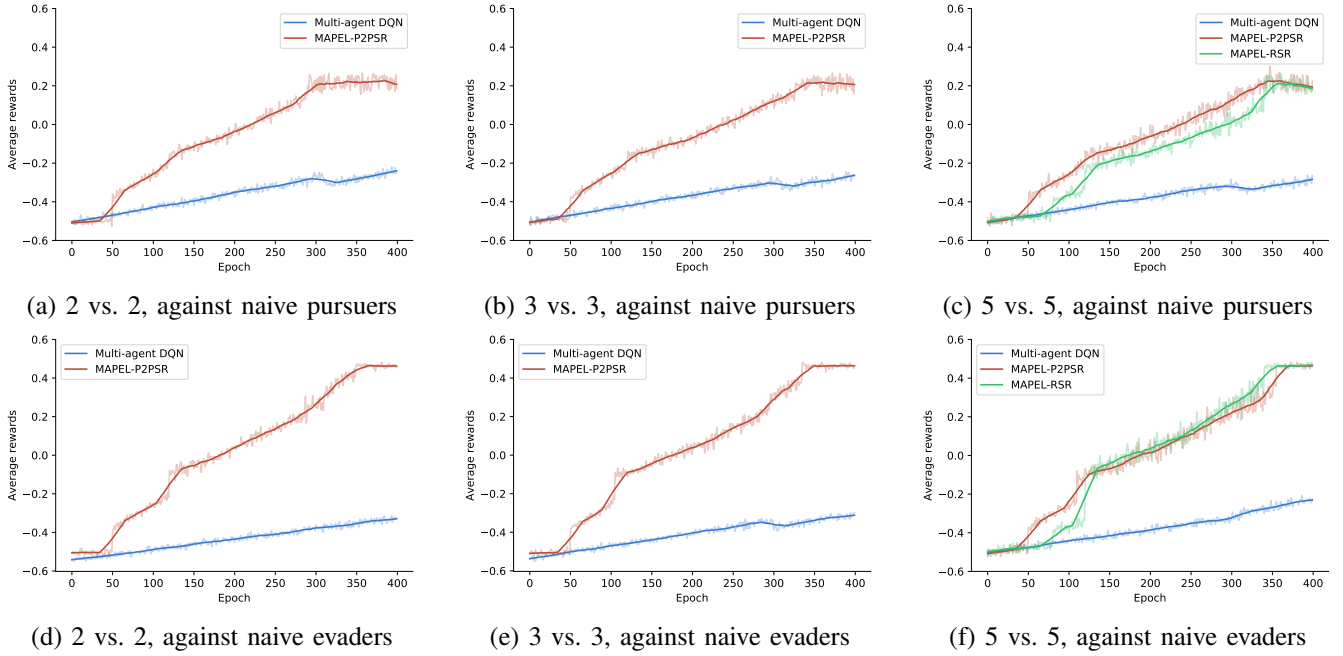 0.6
0.4
0.2
0.0
−0.2
−0.4
−0.6
Average rewards
0 50 100 150 200 250 300 350 400
Epoch
Multi-agent DQN
MAPEL-P2PSR
(a) 2 vs. 2, against naive pursuers
0.6
0.4
0.2
0.0
−0.2
−0.4
−0.6
Average rewards
0 50 100 150 200 250 300 350 400
Epoch
Multi-agent DQN
MAPEL-P2PSR
(b) 3 vs. 3, against naive pursuers
0.6
0.4
0.2
0.0
−0.2
−0.4
−0.6
Average rewards
0 50 100 150 200 250 300 350 400
Epoch
Multi-agent DQN
MAPEL-P2PSR
MAPEL-RSR
(c) 5 vs. 5, against naive pursuers
0.6
0.4
0.2
0.0
−0.2
−0.4
−0.6
Average rewards
0 50 100 150 200 250 300 350 400
Epoch
Multi-agent DQN
MAPEL-P2PSR
(d) 2 vs. 2, against naive evaders
0.6
0.4
0.2
0.0
−0.2
−0.4
−0.6
Average rewards
0 50 100 150 200 250 300 350 400
Epoch
Multi-agent DQN
MAPEL-P2PSR
(e) 3 vs. 3, against naive evaders
0.6
0.4
0.2
0.0
−0.2
−0.4
−0.6
Average rewards
0 50 100 150 200 250 300 350 400
Epoch
Multi-agent DQN
MAPEL-P2PSR
MAPEL-RSR
(f) 5 vs. 5, against naive evaders